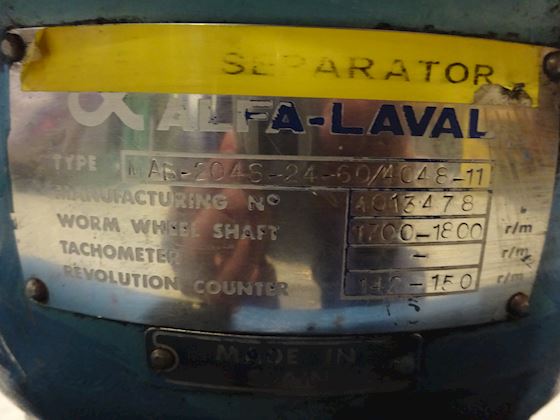 SEPARATOR
ALFA-LAVAL
TYPE MAB-204S-24-60/4048-11
MANUFACTURING Nº 4013478
WORM WHEEL SHAFT 1700-1800 r/m
TACHOMETER - r/m
REVOLUTION COUNTER 142-150 r/m
MADE IN